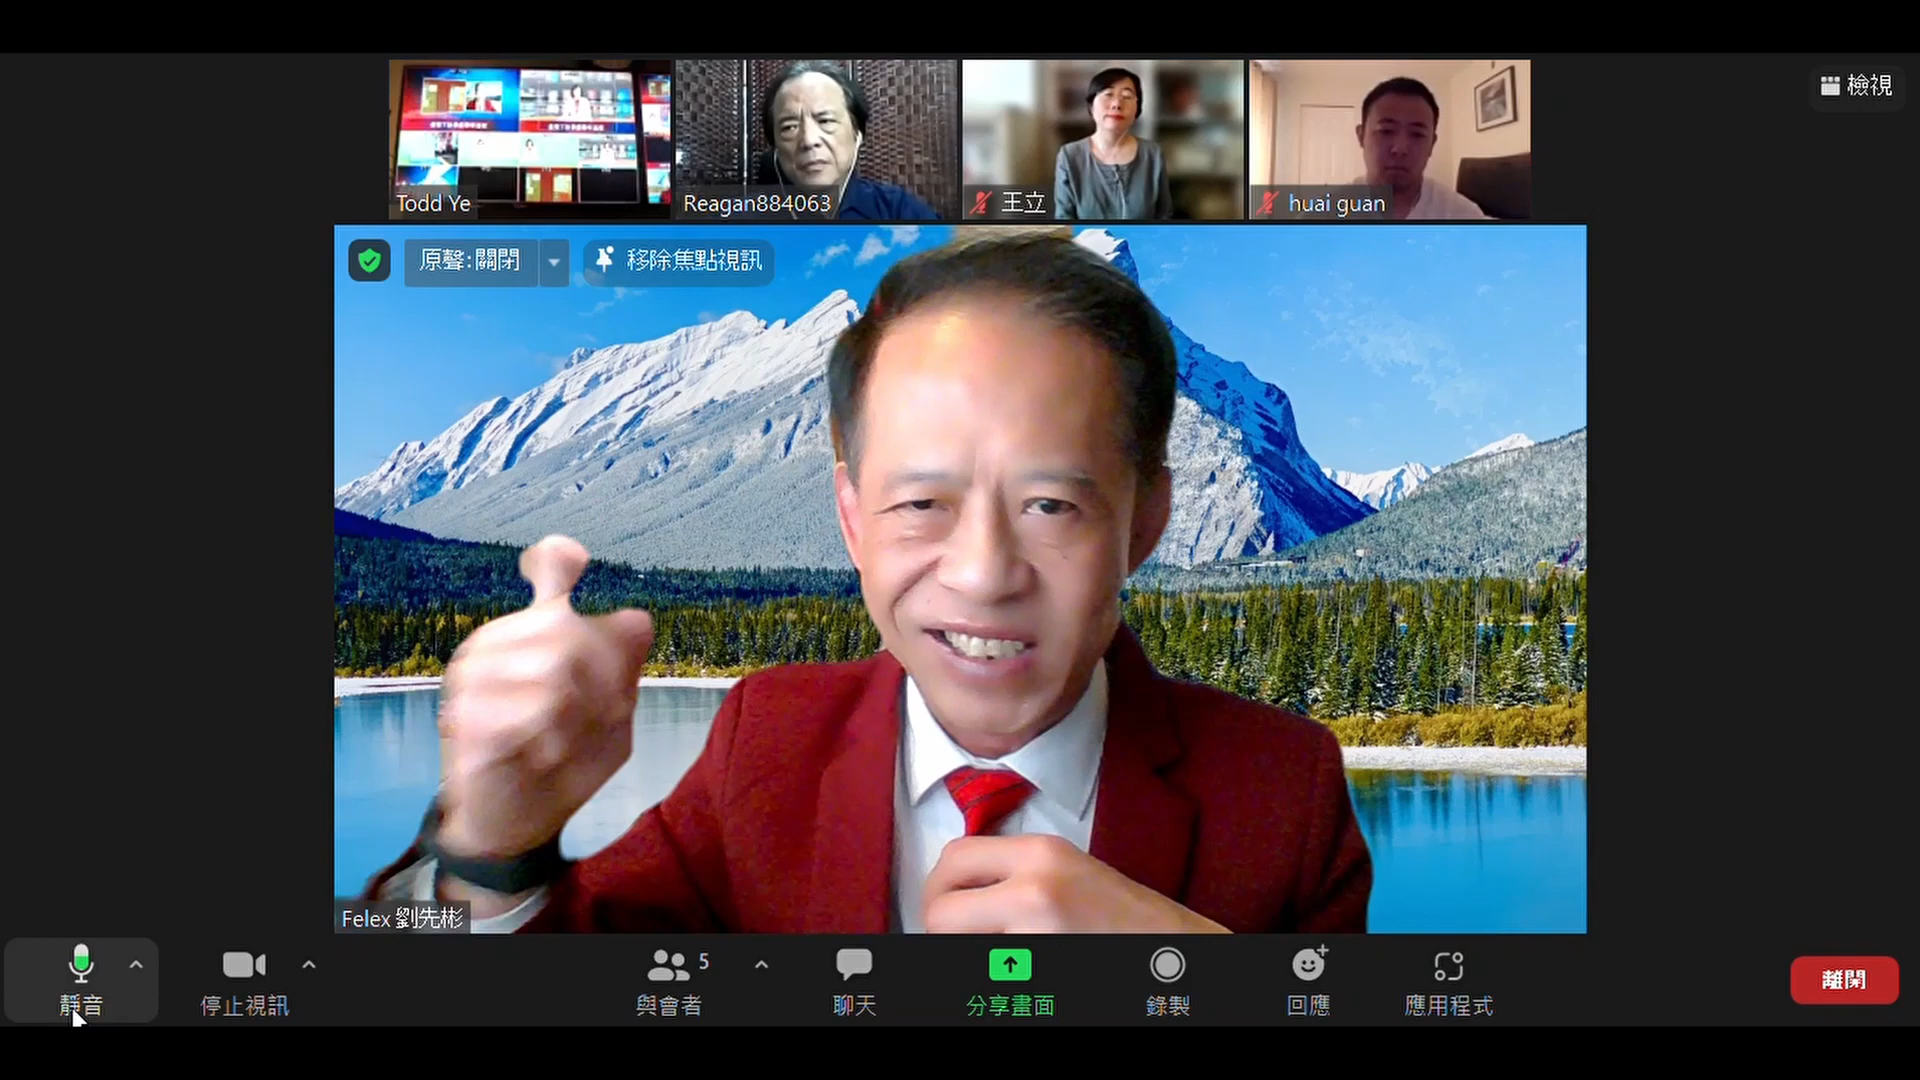 檢視
Todd Ye
Reagan884063
王立
huai guan
原聲:關閉
移除焦點視訊
Felex 劉先彬
靜音
停止視訊
5
與會者
聊天
分享畫面
錄製
回應
應用程式
離開